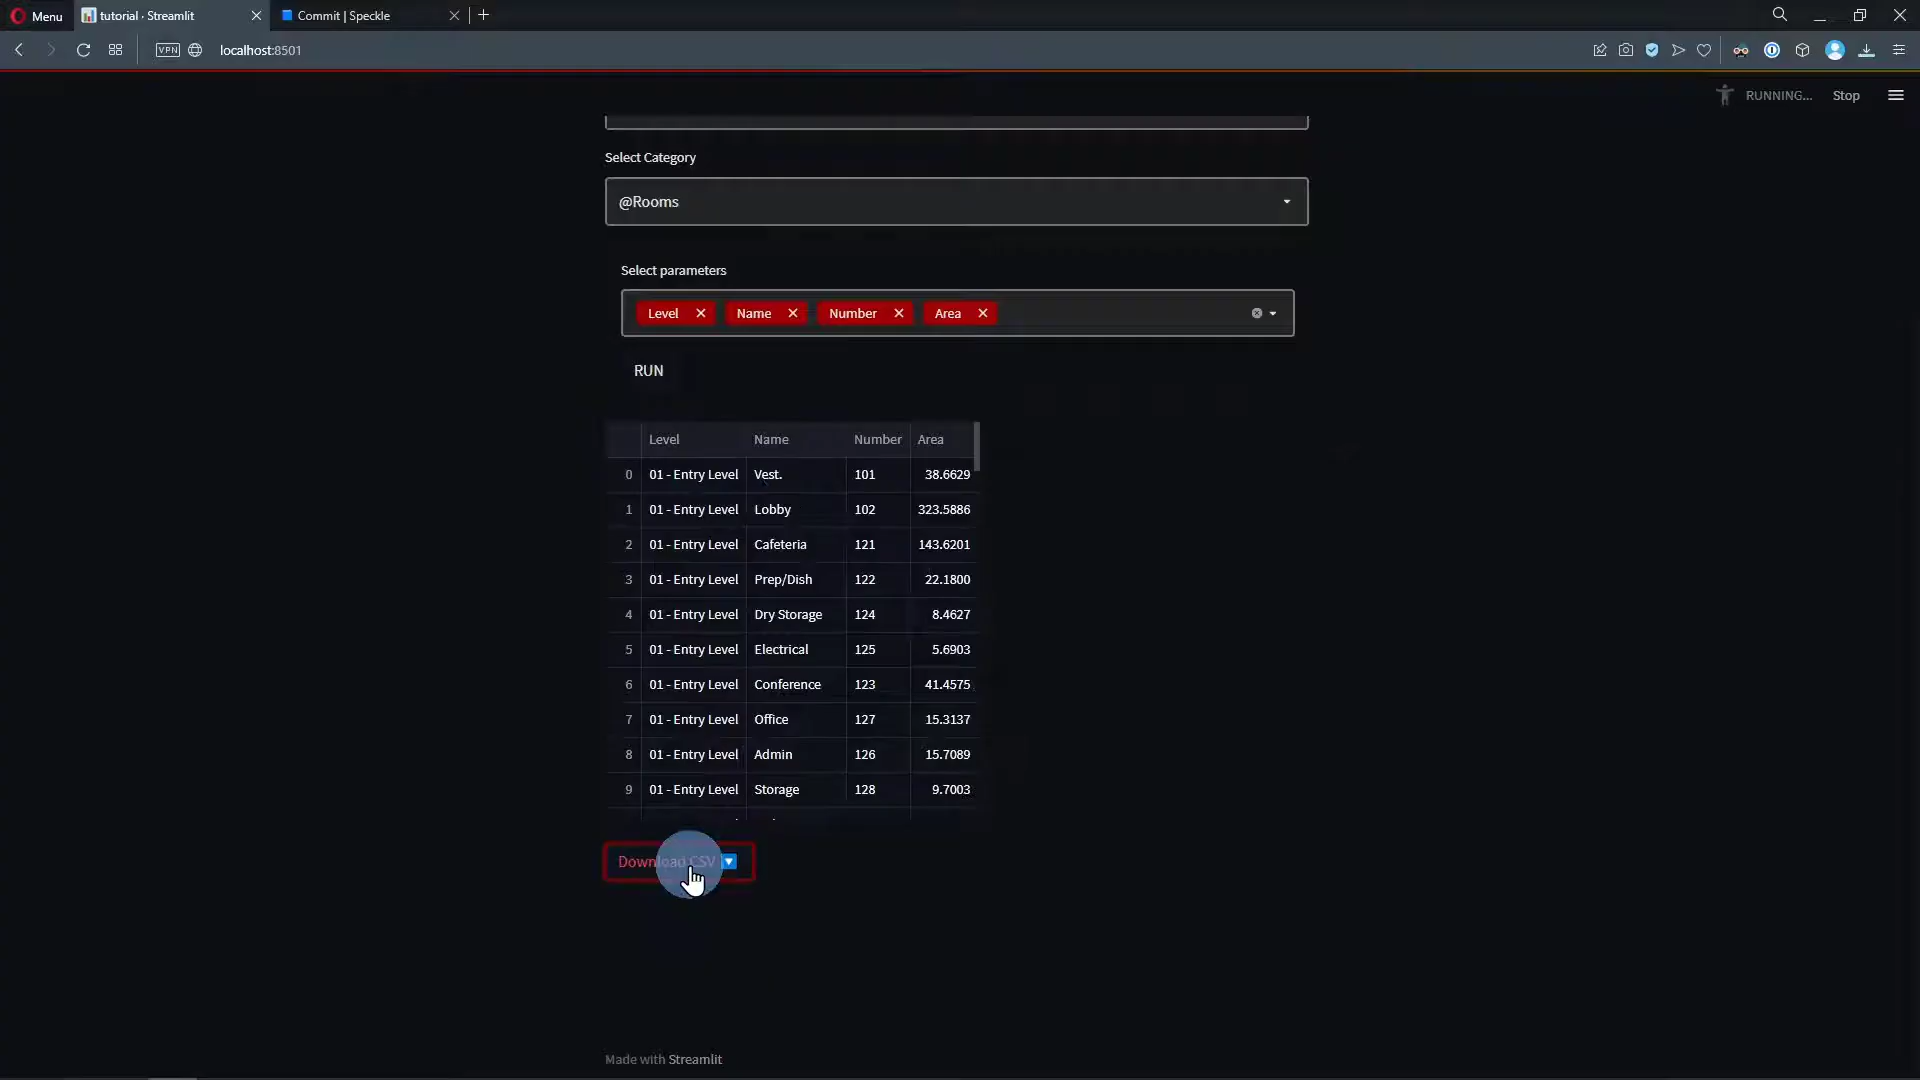 Menu
tutorial · Streamlit
Commit | Speckle
VPN
localhost:8501
RUNNING...
Stop
Select Category
@Rooms
Select parameters
Level
Name
Number
Area
RUN
Level Name Number Area
0 01 - Entry Level Vest. 101 38.6629
1 01 - Entry Level Lobby 102 323.5886
2 01 - Entry Level Cafeteria 121 143.6201
3 01 - Entry Level Prep/Dish 122 22.1800
4 01 - Entry Level Dry Storage 124 8.4627
5 01 - Entry Level Electrical 125 5.6903
6 01 - Entry Level Conference 123 41.4575
7 01 - Entry Level Office 127 15.3137
8 01 - Entry Level Admin 126 15.7089
9 01 - Entry Level Storage 128 9.7003
Download CSV
Made with Streamlit